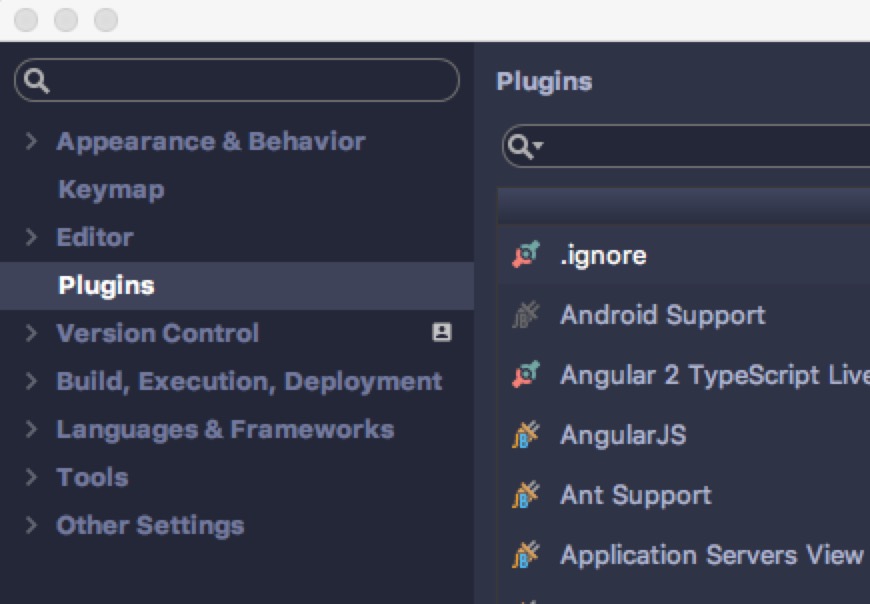 Appearance & Behavior
Keymap
Editor
Plugins
Version Control
Build, Execution, Deployment
Languages & Frameworks
Tools
Other Settings
Plugins
.ignore
Android Support
Angular 2 TypeScript Live
AngularJS
Ant Support
Application Servers View